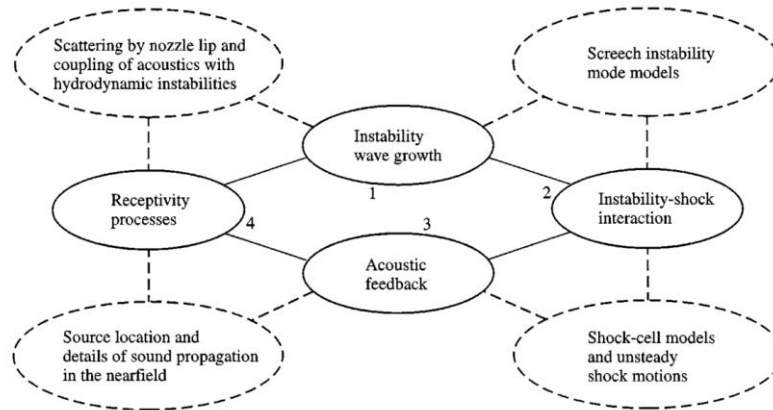 Scattering by nozzle lip and
coupling of acoustics with
hydrodynamic instabilities
Screech instability
mode models
Instability
wave growth
1
Receptivity
processes
4
2
Instability-shock
interaction
3
Acoustic
feedback
Source location and
details of sound propagation
in the nearfield
Shock-cell models
and unsteady
shock motions